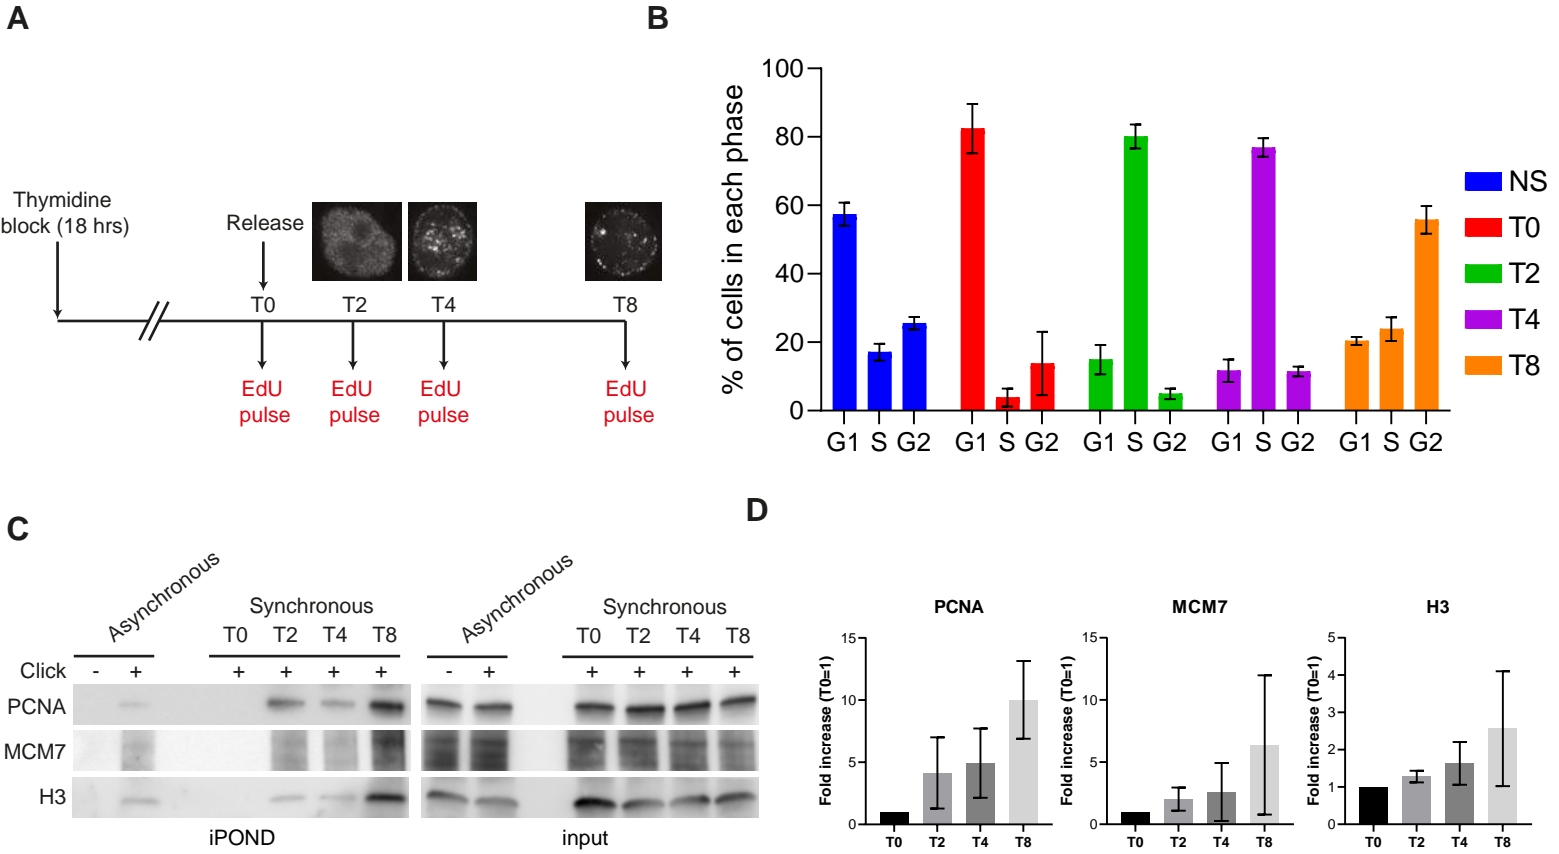 A
Thymidine
block (18 hrs)
Release
T0
T2
T4
T8
EdU
pulse
EdU
pulse
EdU
pulse
EdU
pulse
B
% of cells in each phase
100
80
60
40
20
0
G1 S G2
G1 S G2
G1 S G2
G1 S G2
G1 S G2
NS
T0
T2
T4
T8
C
Asynchronous
Synchronous
T0 T2 T4 T8
Asynchronous
Synchronous
T0 T2 T4 T8
Click - + + + + + - + + + + +
PCNA
MCM7
H3
iPOND
input
D
PCNA
Fold increase (T0=1)
15
10
5
0
T0 T2 T4 T8
MCM7
Fold increase (T0=1)
15
10
5
0
T0 T2 T4 T8
H3
Fold increase (T0=1)
5
4
3
2
1
0
T0 T2 T4 T8